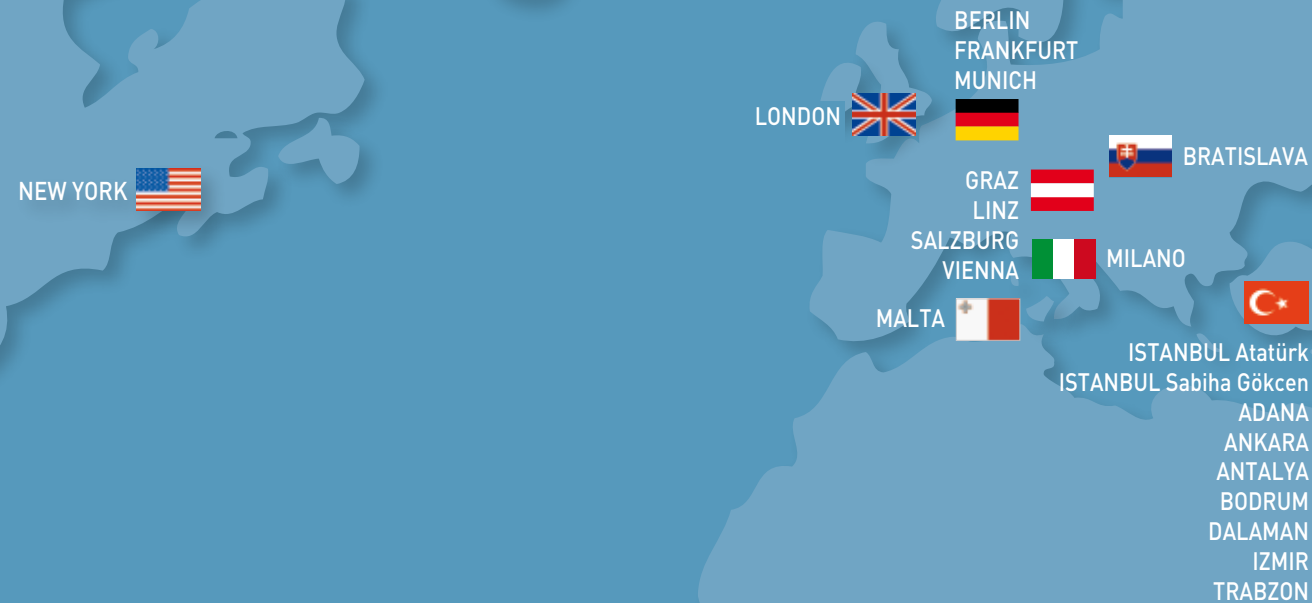 BERLIN
FRANKFURT
MUNICH
LONDON
BRATISLAVA
NEW YORK
GRAZ
LINZ
SALZBURG
VIENNA
MILANO
MALTA
ISTANBUL Atatürk
ISTANBUL Sabiha Gökcen
ADANA
ANKARA
ANTALYA
BODRUM
DALAMAN
IZMIR
TRABZON